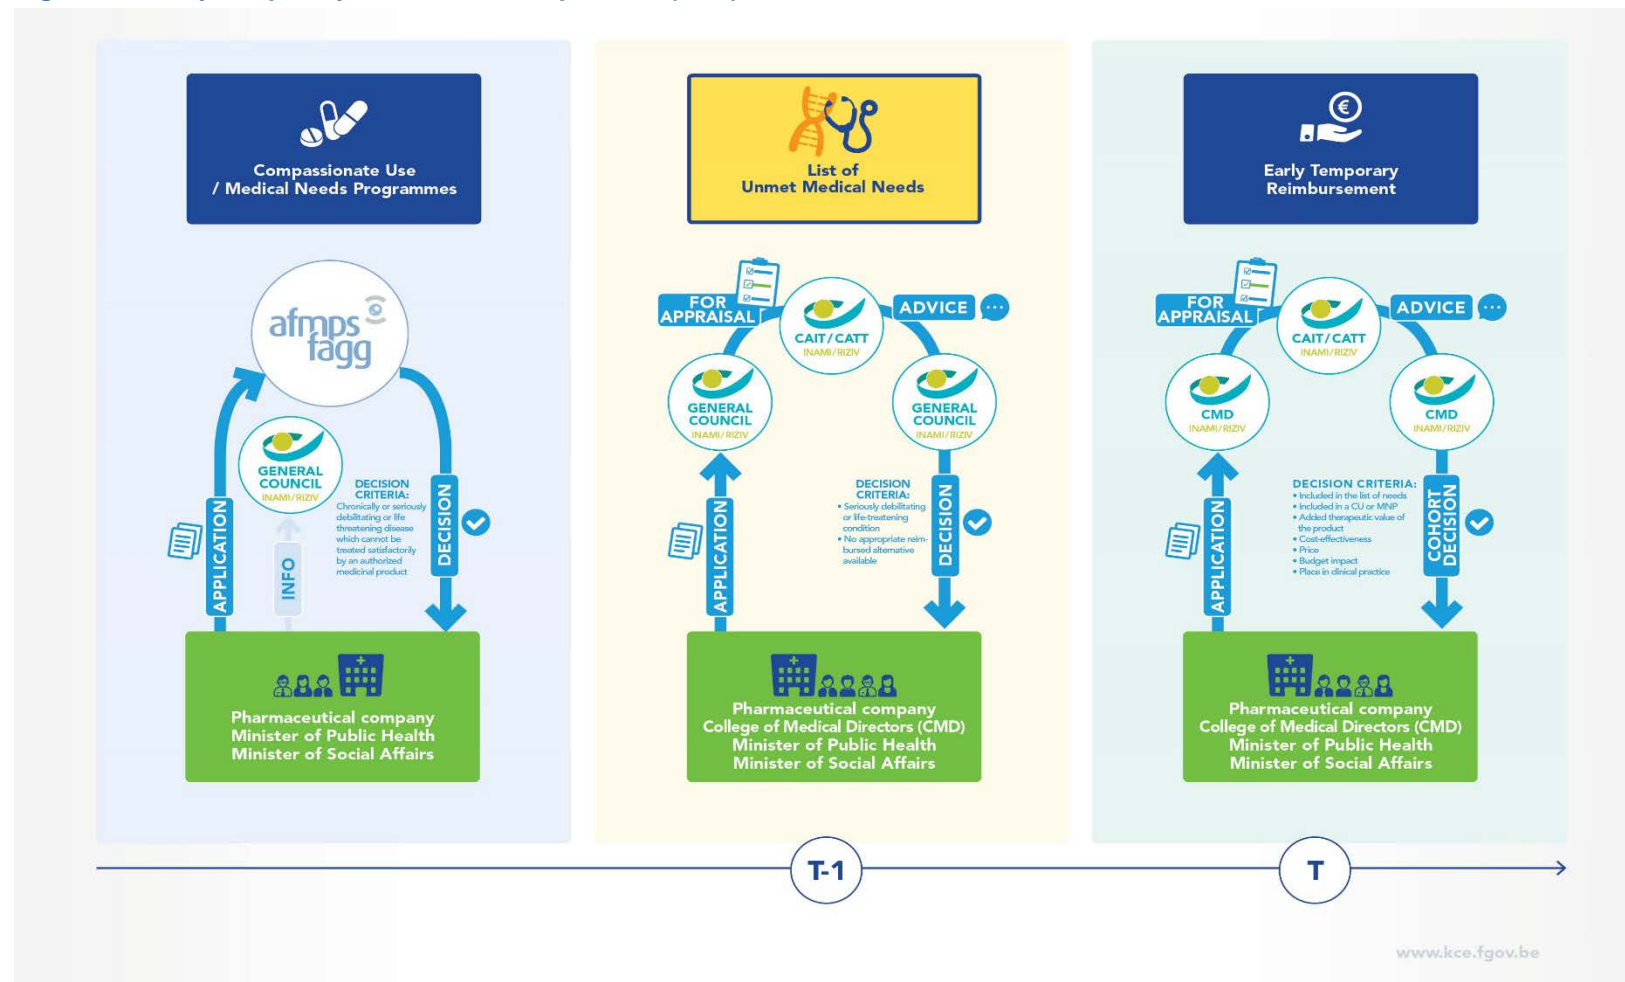 Compassionate Use
/ Medical Needs Programmes
afmps
fagg
GENERAL
COUNCIL
INAMI/RIZIV
APPLICATION
INFO
DECISION
CRITERIA:
Chronically or seriously
debilitating or life
threatening disease
which cannot be
treated satisfactorily
by an authorized
medicinal product
DECISION
Pharmaceutical company
Minister of Public Health
Minister of Social Affairs
List of
Unmet Medical Needs
FOR
APPRAISAL
CAIT/CATT
INAMI/RIZIV
ADVICE
GENERAL
COUNCIL
INAMI/RIZIV
GENERAL
COUNCIL
INAMI/RIZIV
APPLICATION
DECISION
CRITERIA:
• Seriously debilitating
or life-treatening
condition
• No appropriate reim-
bursed alternative
available
DECISION
Pharmaceutical company
College of Medical Directors (CMD)
Minister of Public Health
Minister of Social Affairs
Early Temporary
Reimbursement
€
FOR
APPRAISAL
CAIT/CATT
INAMI/RIZIV
ADVICE
CMD
INAMI/RIZIV
CMD
INAMI/RIZIV
APPLICATION
DECISION CRITERIA:
• Included in the list of needs
• Included in a CU or MNP
• Added therapeutic value of
the product
• Cost-effectiveness
• Price
• Budget impact
• Place in clinical practice
COHORT
DECISION
Pharmaceutical company
College of Medical Directors (CMD)
Minister of Public Health
Minister of Social Affairs
T-1
T
www.kce.fgov.be